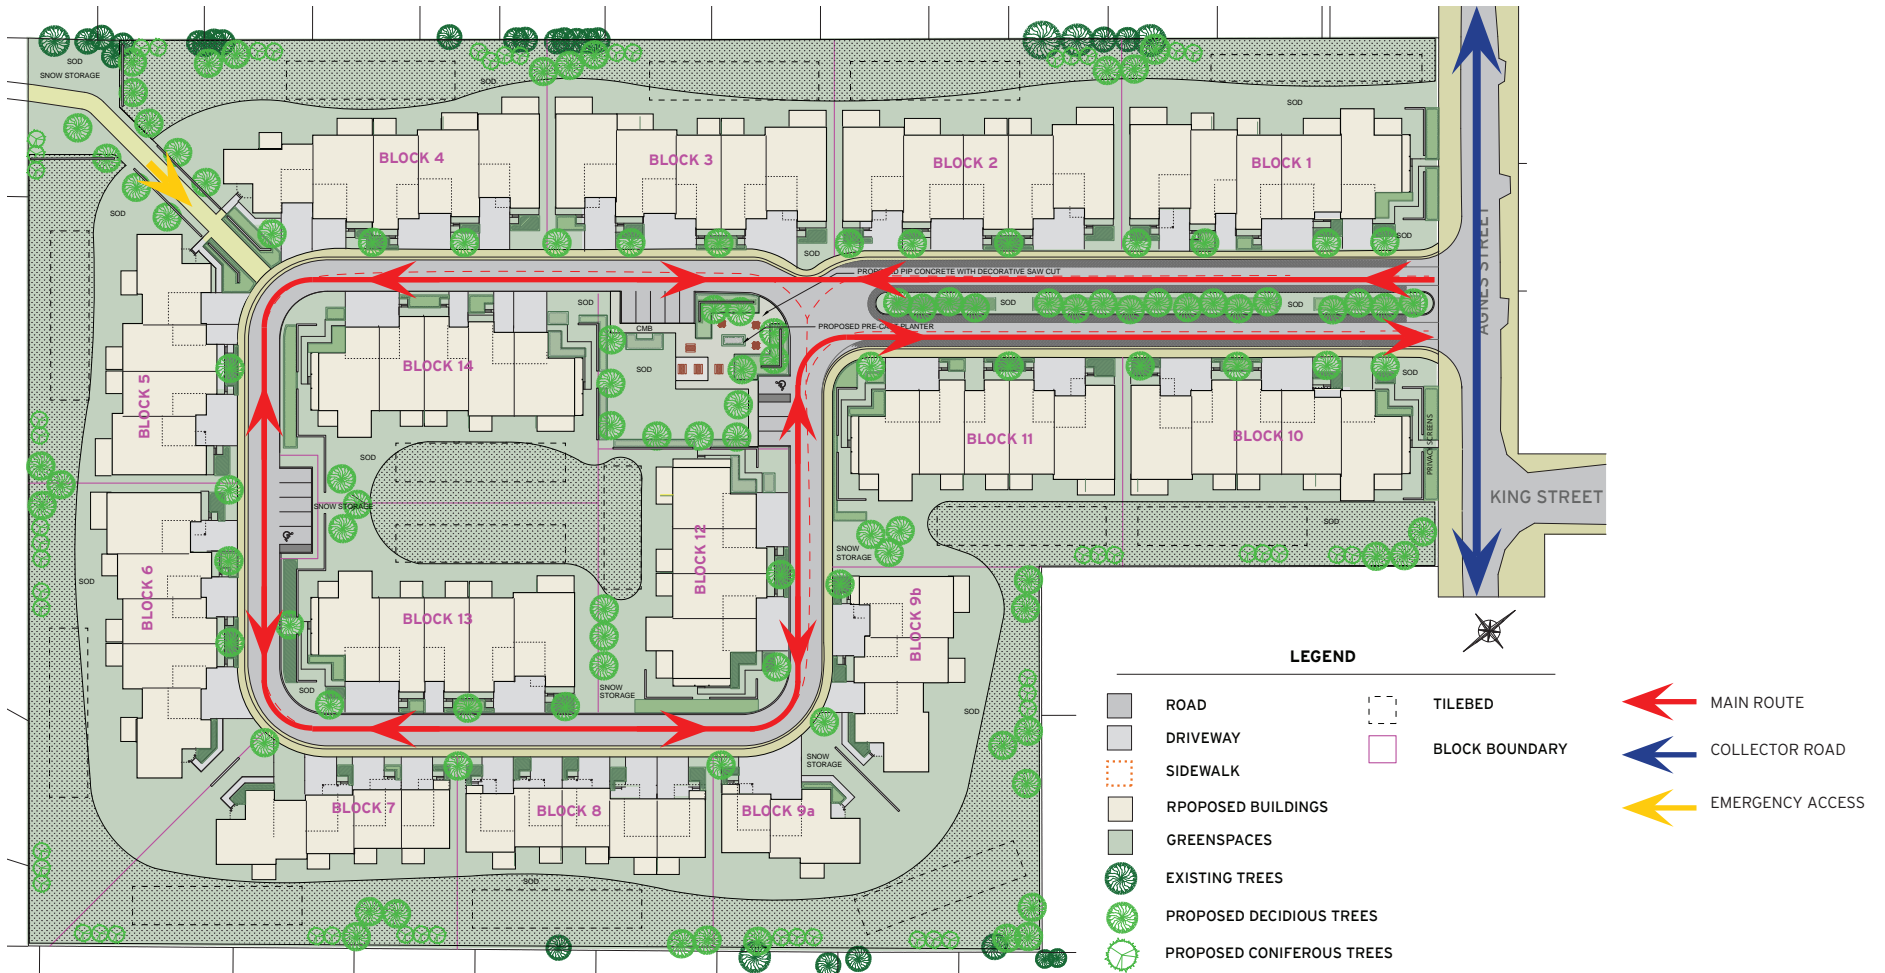 SOD
SNOW STORAGE
SOD
SOD
BLOCK 4
BLOCK 3
BLOCK 2
BLOCK 1
SOD
SOD
SOD
PROPOSED PIP CONCRETE WITH DECORATIVE SAW CUT
SOD
SOD
SOD
CMB
PROPOSED PRE-CAST PLANTER
AGNES STREET
BLOCK 14
SOD
SOD
BLOCK 5
BLOCK 11
BLOCK 10
PRIVACY SCREENS
SOD
SNOW STORAGE
KING STREET
BLOCK 12
SOD
SNOW
STORAGE
SOD
BLOCK 6
BLOCK 13
BLOCK 9b
SOD
SNOW
STORAGE
SOD
SNOW
STORAGE
BLOCK 7
BLOCK 8
BLOCK 9a
SOD
LEGEND
ROAD
DRIVEWAY
SIDEWALK
RPOPOSED BUILDINGS
GREENSPACES
EXISTING TREES
PROPOSED DECIDIOUS TREES
PROPOSED CONIFEROUS TREES
TILEBED
BLOCK BOUNDARY
MAIN ROUTE
COLLECTOR ROAD
EMERGENCY ACCESS